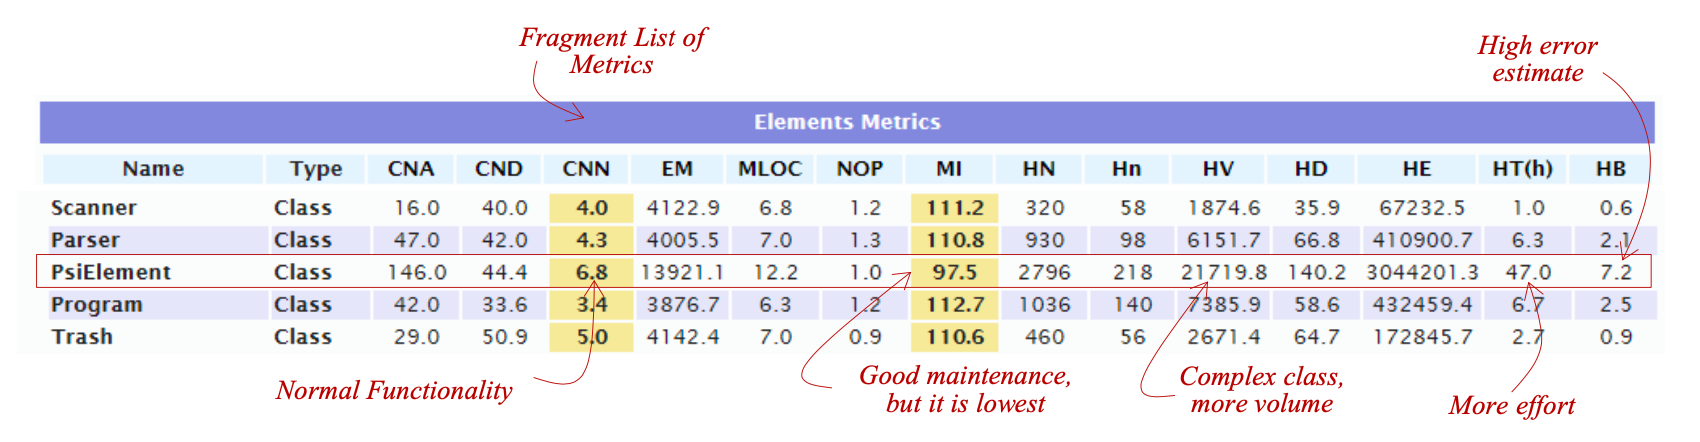 Fragment List of
Metrics
High error
estimate
Elements Metrics
Name Type CNA CND CNN EM MLOC NOP MI HN Hn HV HD HE HT(h) HB
Scanner Class 16.0 40.0 4.0 4122.9 6.8 1.2 111.2 320 58 1874.6 35.9 67232.5 1.0 0.6
Parser Class 47.0 42.0 4.3 4005.5 7.0 1.3 110.8 930 98 6151.7 66.8 410900.7 6.3 2.1
PsiElement Class 146.0 44.4 6.8 13921.1 12.2 1.0 97.5 2796 218 21719.8 140.2 3044201.3 47.0 7.2
Program Class 42.0 33.6 3.4 3876.7 6.3 1.2 112.7 1036 140 7385.9 58.6 432459.4 6.7 2.5
Trash Class 29.0 50.9 5.0 4142.4 7.0 0.9 110.6 460 56 2671.4 64.7 172845.7 2.7 0.9
Normal Functionality
Good maintenance,
but it is lowest
Complex class,
more volume
More effort